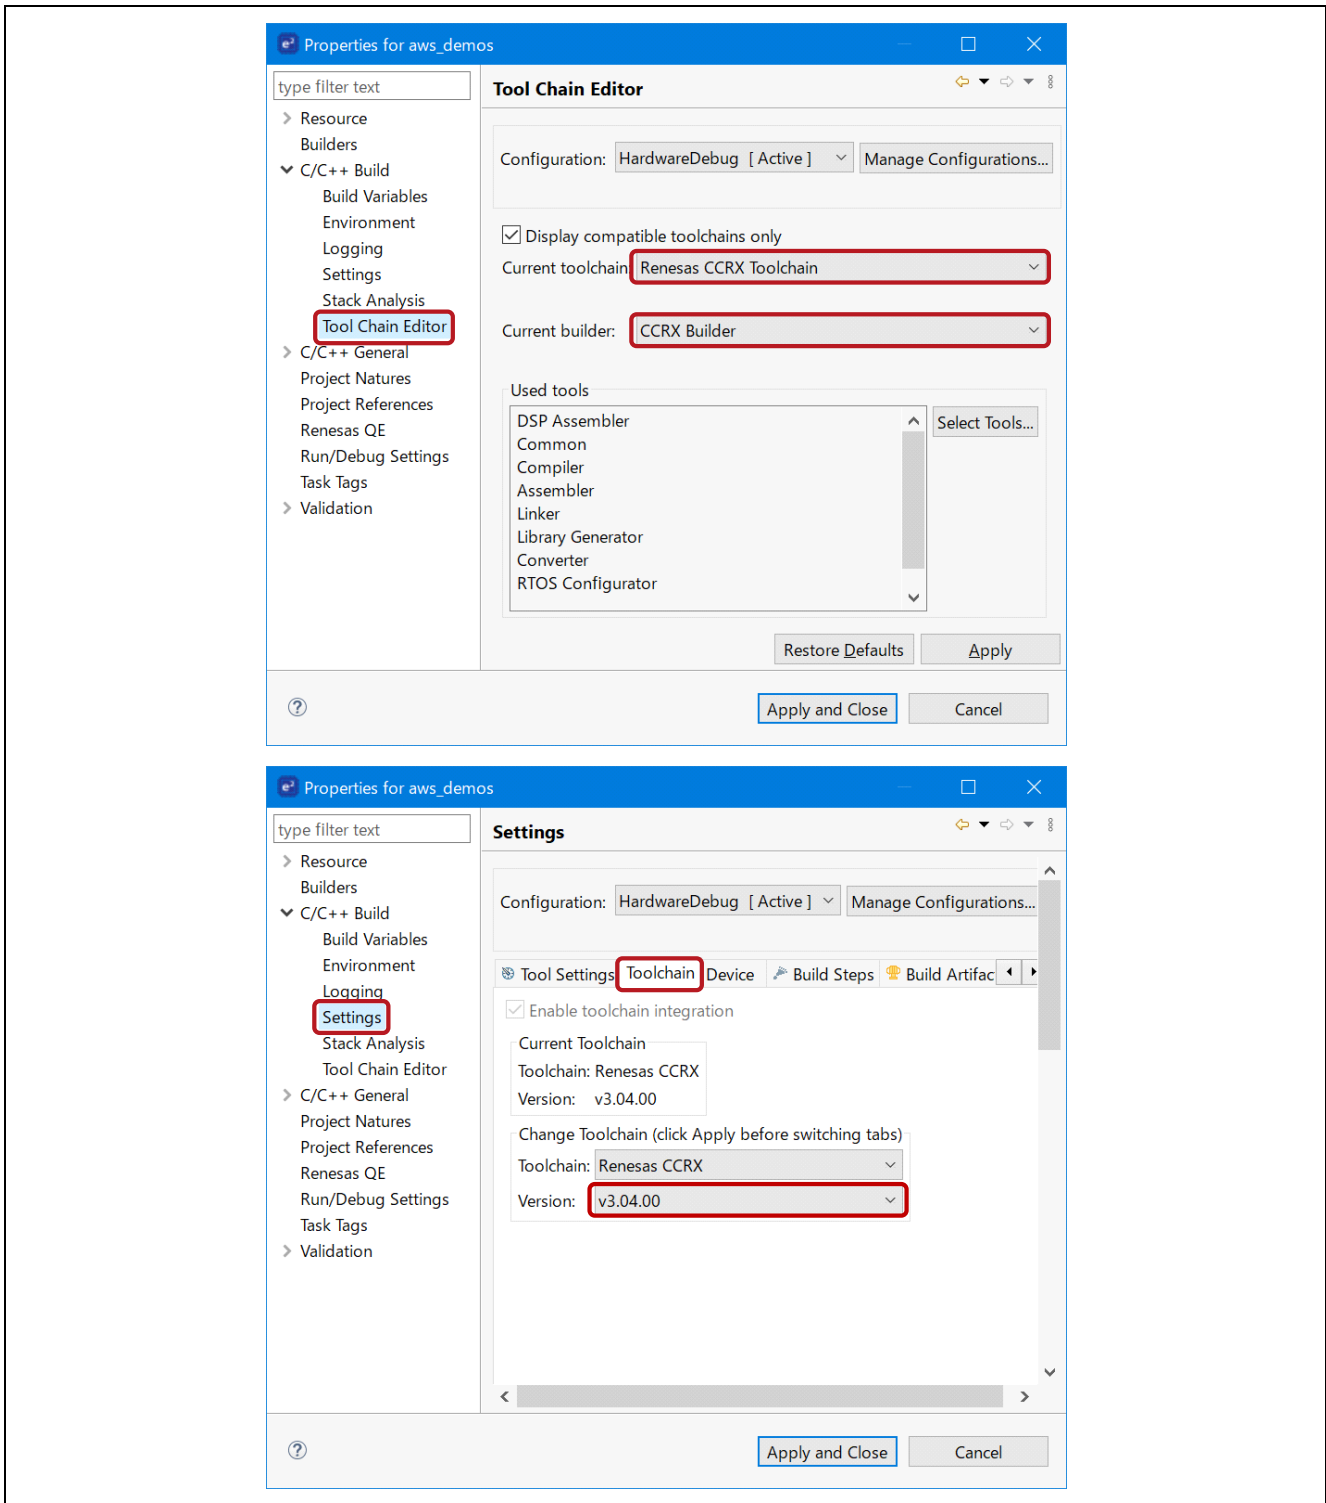 Properties for aws_demos
type filter text
Resource
Builders
C/C++ Build
Build Variables
Environment
Logging
Settings
Stack Analysis
Tool Chain Editor
C/C++ General
Project Natures
Project References
Renesas QE
Run/Debug Settings
Task Tags
Validation
Tool Chain Editor
Configuration: HardwareDebug [ Active ] Manage Configurations...
Display compatible toolchains only
Current toolchain: Renesas CCRX Toolchain
Current builder: CCRX Builder
Used tools
DSP Assembler
Common
Compiler
Assembler
Linker
Library Generator
Converter
RTOS Configurator
Select Tools...
Restore Defaults Apply
Apply and Close Cancel
Properties for aws_demos
type filter text
Resource
Builders
C/C++ Build
Build Variables
Environment
Logging
Settings
Stack Analysis
Tool Chain Editor
C/C++ General
Project Natures
Project References
Renesas QE
Run/Debug Settings
Task Tags
Validation
Settings
Configuration: HardwareDebug [ Active ] Manage Configurations...
Tool Settings Toolchain Device Build Steps Build Artifac
Enable toolchain integration
Current Toolchain
Toolchain: Renesas CCRX
Version: v3.04.00
Change Toolchain (click Apply before switching tabs)
Toolchain: Renesas CCRX
Version: v3.04.00
Apply and Close Cancel